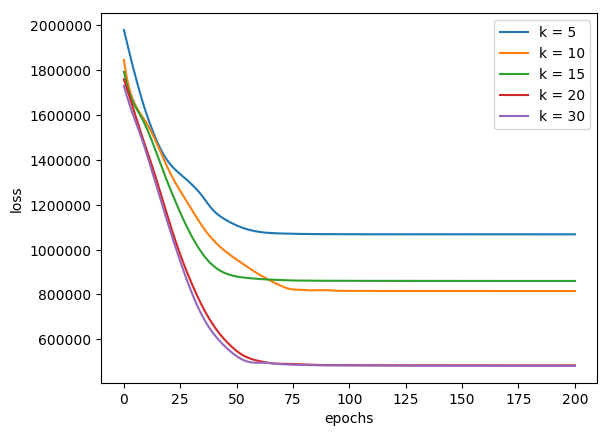 2000000
1800000
1600000
1400000
1200000
1000000
800000
600000
loss
k = 5
k = 10
k = 15
k = 20
k = 30
0 25 50 75 100 125 150 175 200
epochs